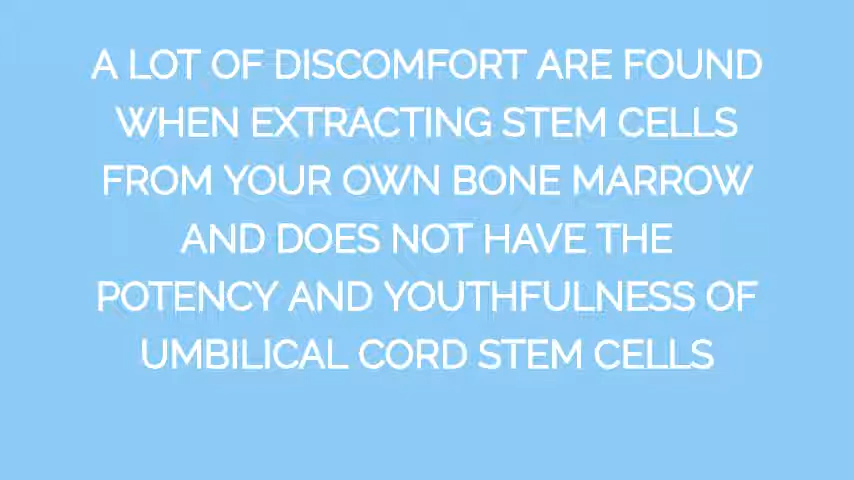 A LOT OF DISCOMFORT ARE FOUND
WHEN EXTRACTING STEM CELLS
FROM YOUR OWN BONE MARROW
AND DOES NOT HAVE THE
POTENCY AND YOUTHFULNESS OF
UMBILICAL CORD STEM CELLS